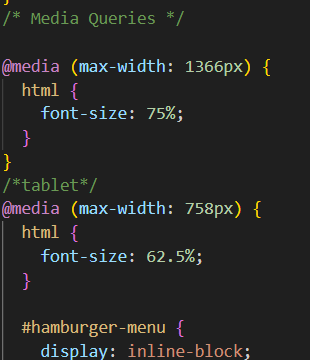 }
/* Media Queries */
@media (max-width: 1366px) {
html {
font-size: 75%;
}
}
/*tablet*/
@media (max-width: 758px) {
html {
font-size: 62.5%;
}
#hamburger-menu {
display: inline-block;